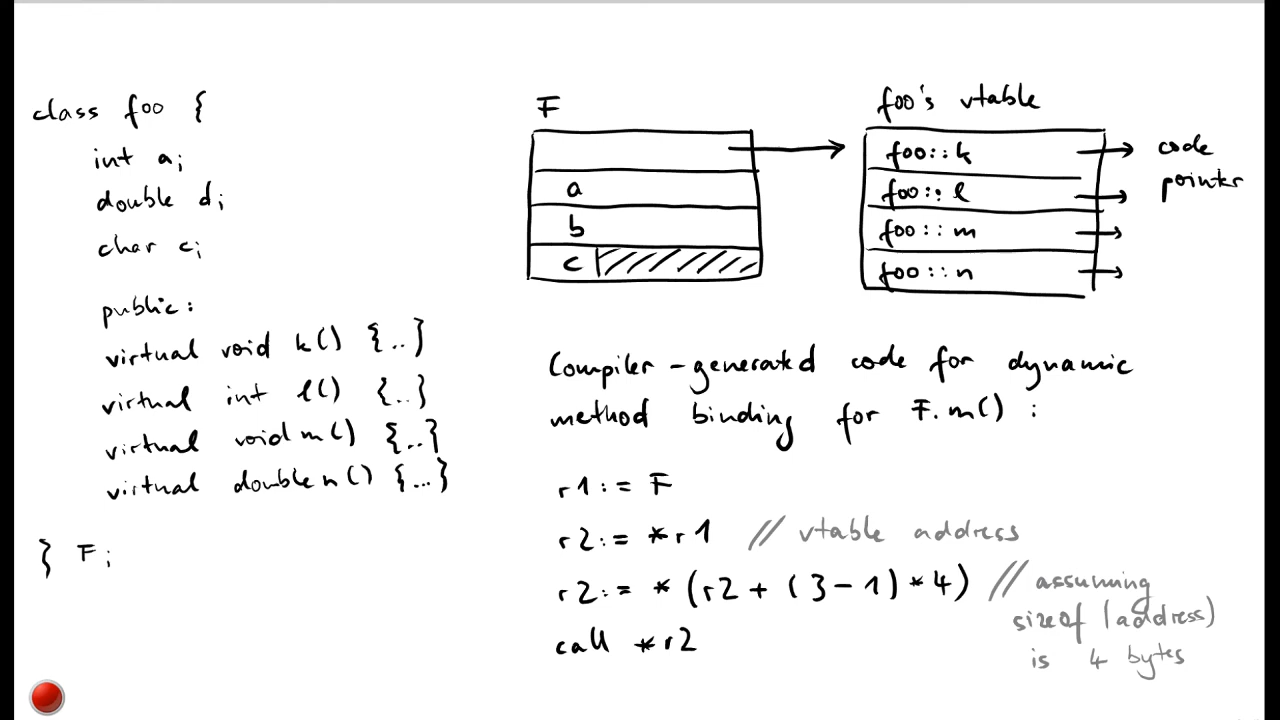 class foo {
int a;
double d;
char c;
public:
virtual void k() {..}
virtual int l() {..}
virtual void m() {..}
virtual double n() {...}
} F;
F
a
b
c
foo's vtable
foo::k
foo::l
foo::m
foo::n
code
pointer
Compiler-generated code for dynamic
method binding for F.m() :
r1:= F
r2:= *r1 // vtable address
r2:= *(r2+(3-1)*4) // assuming
sizeof(address)
is 4 bytes
call *r2